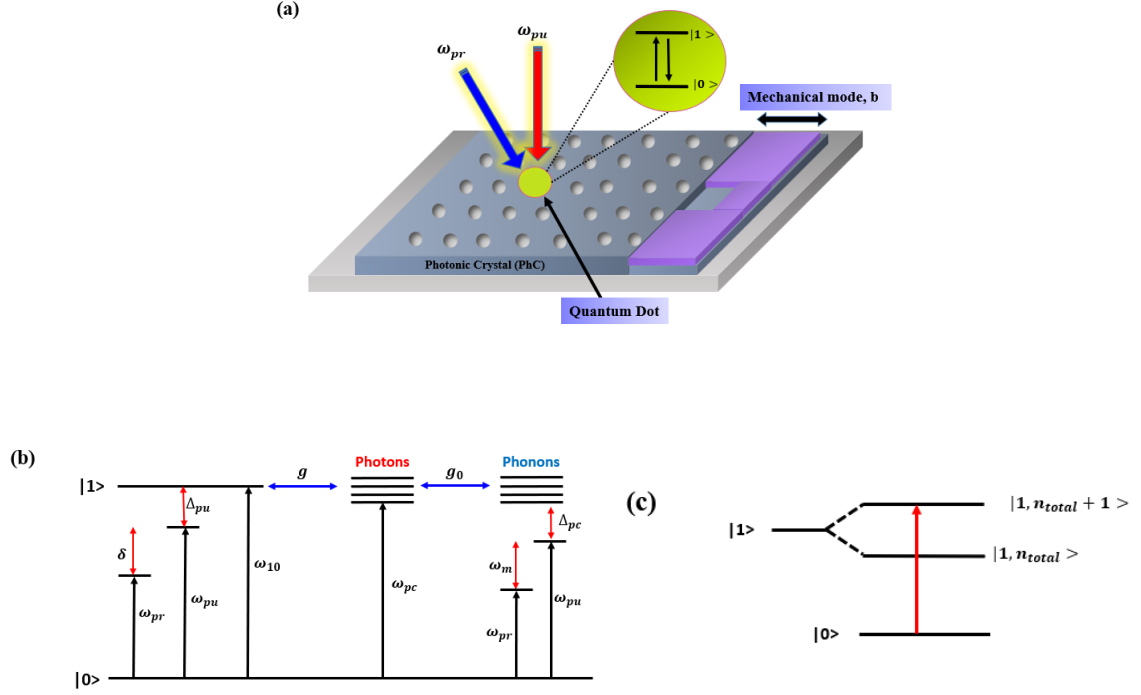 (a)
ω_pr
ω_pu
|1 >
|0 >
Mechanical mode, b
Photonic Crystal (PhC)
Quantum Dot
(b)
|1>
g
Photons
g_0
Phonons
Δ_pu
δ
ω_pr
ω_pu
ω_10
ω_pc
Δ_pc
ω_m
ω_pr
ω_pu
|0>
(c)
|1>
|1, n_total + 1 >
|1, n_total >
|0>